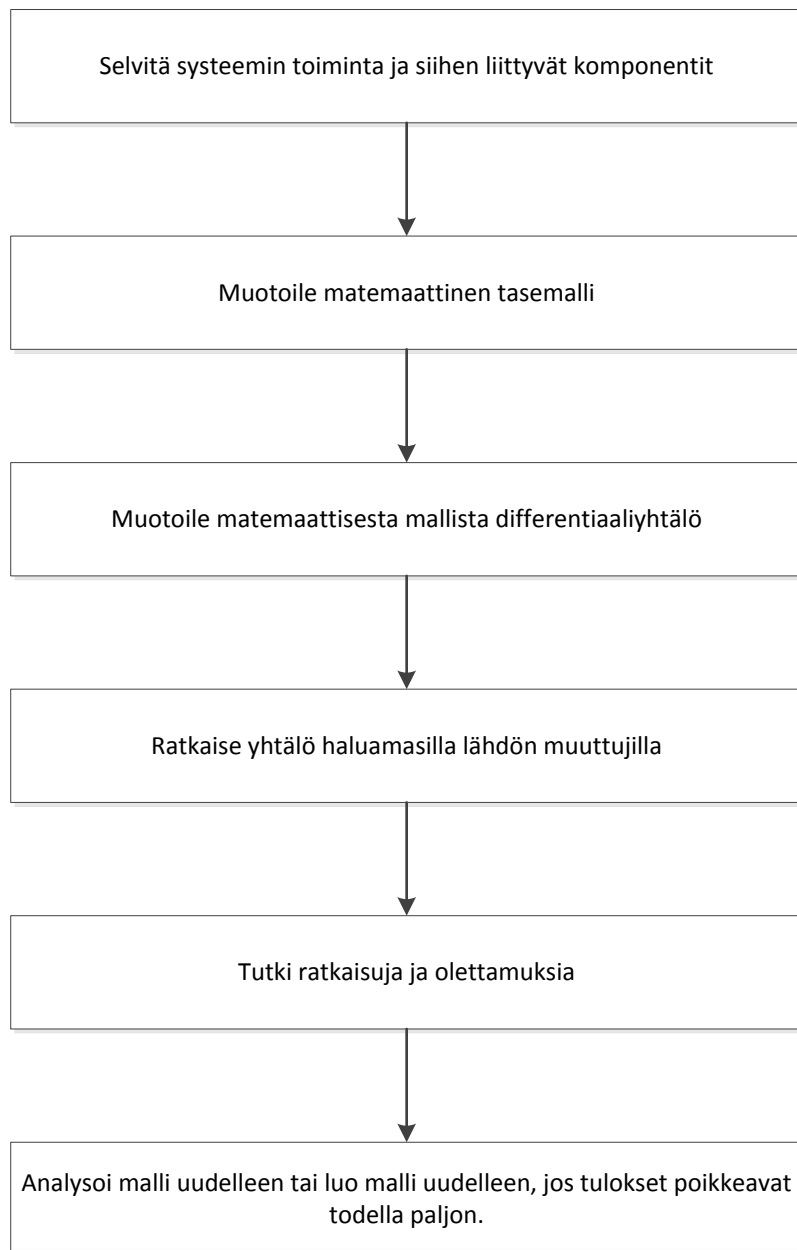 Selvitä systeemin toiminta ja siihen liittyvät komponentit
Muotoile matemaattinen tasemalli
Muotoile matemaattisesta mallista differentiaaliyhtälö
Ratkaise yhtälö haluamasilla lähdön muuttujilla
Tutki ratkaisuja ja olettamuksia
Analysoi malli uudelleen tai luo malli uudelleen, jos tulokset poikkeavat
todella paljon.